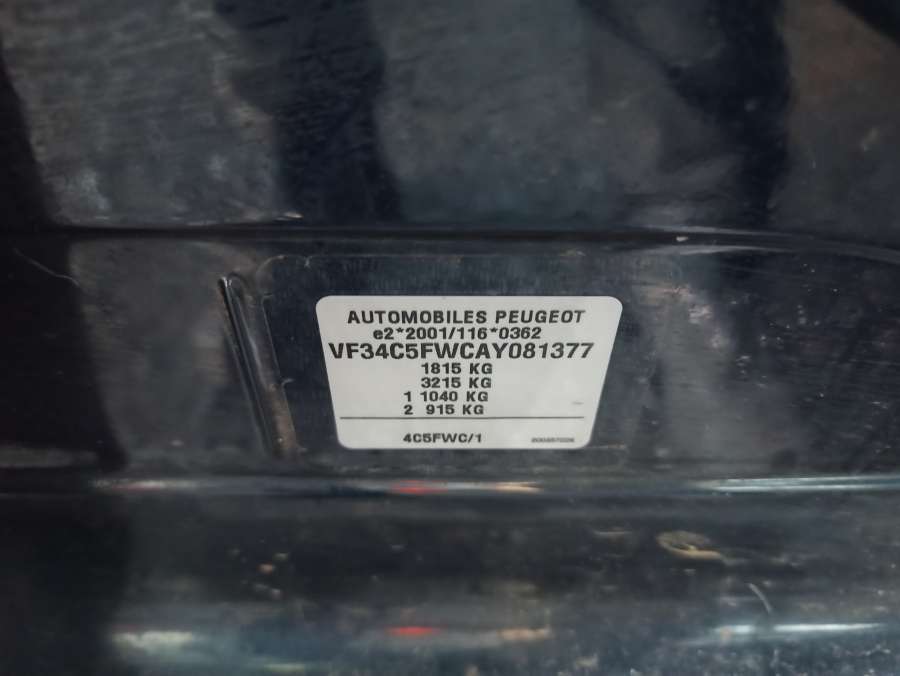 AUTOMOBILES PEUGEOT
e2*2001/116*0362
VF34C5FWCAY081377
1815 KG
3215 KG
1 1040 KG
2 915 KG
4C5FWC/1